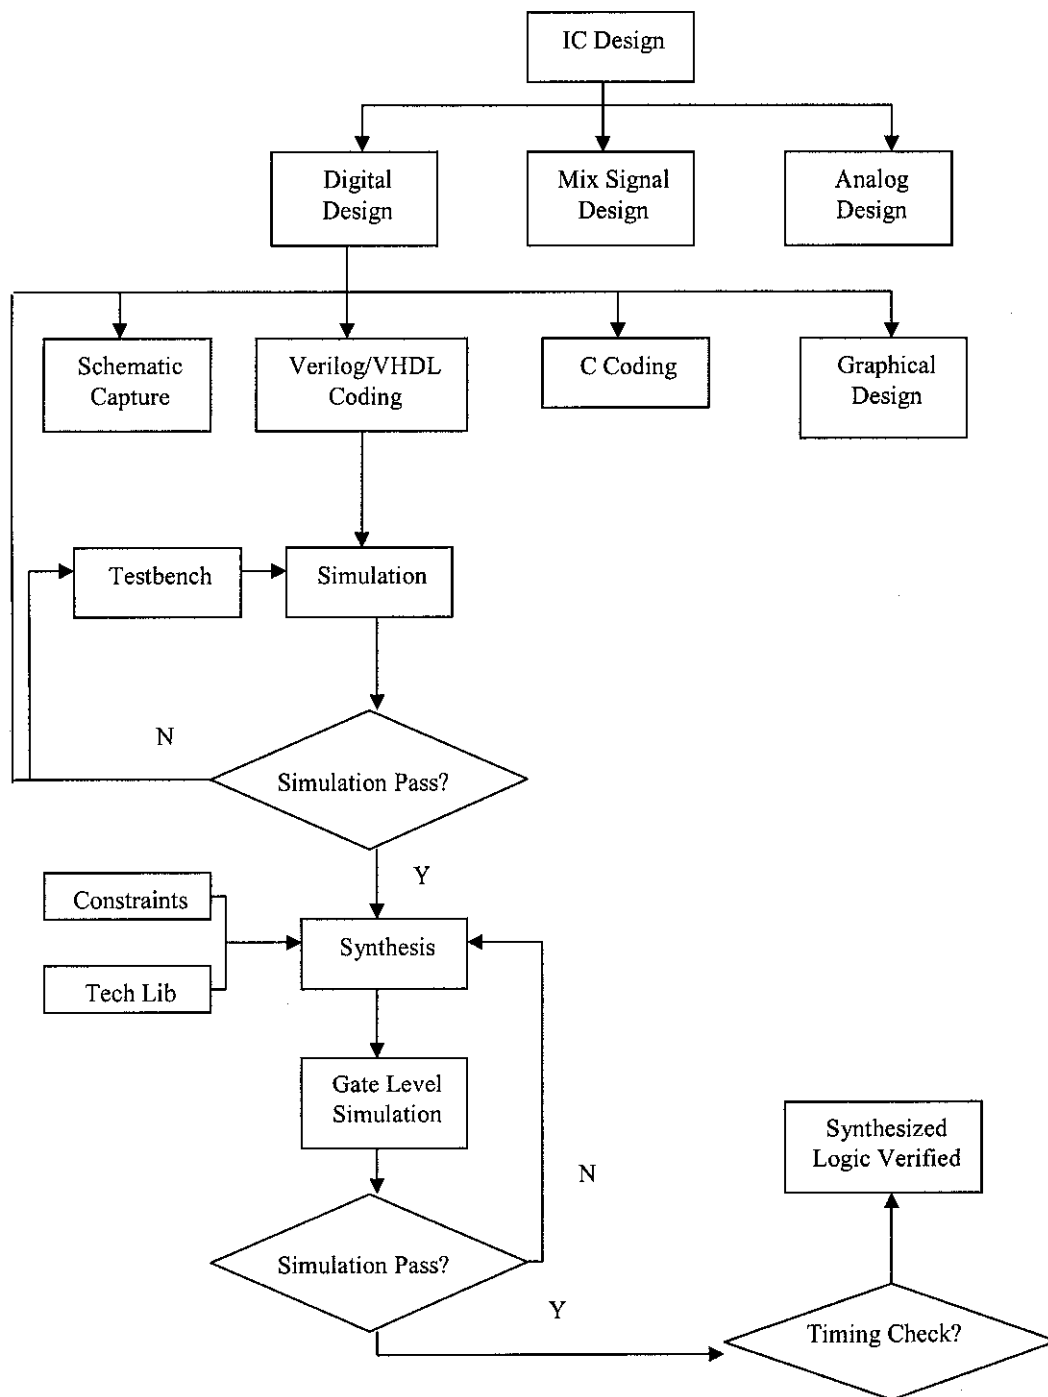 IC Design
Digital
Design
Mix Signal
Design
Analog
Design
Schematic
Capture
Verilog/VHDL
Coding
C Coding
Graphical
Design
Testbench
Simulation
N
Simulation Pass?
Y
Constraints
Synthesis
Tech Lib
Gate Level
Simulation
Synthesized
Logic Verified
N
Simulation Pass?
Y
Timing Check?